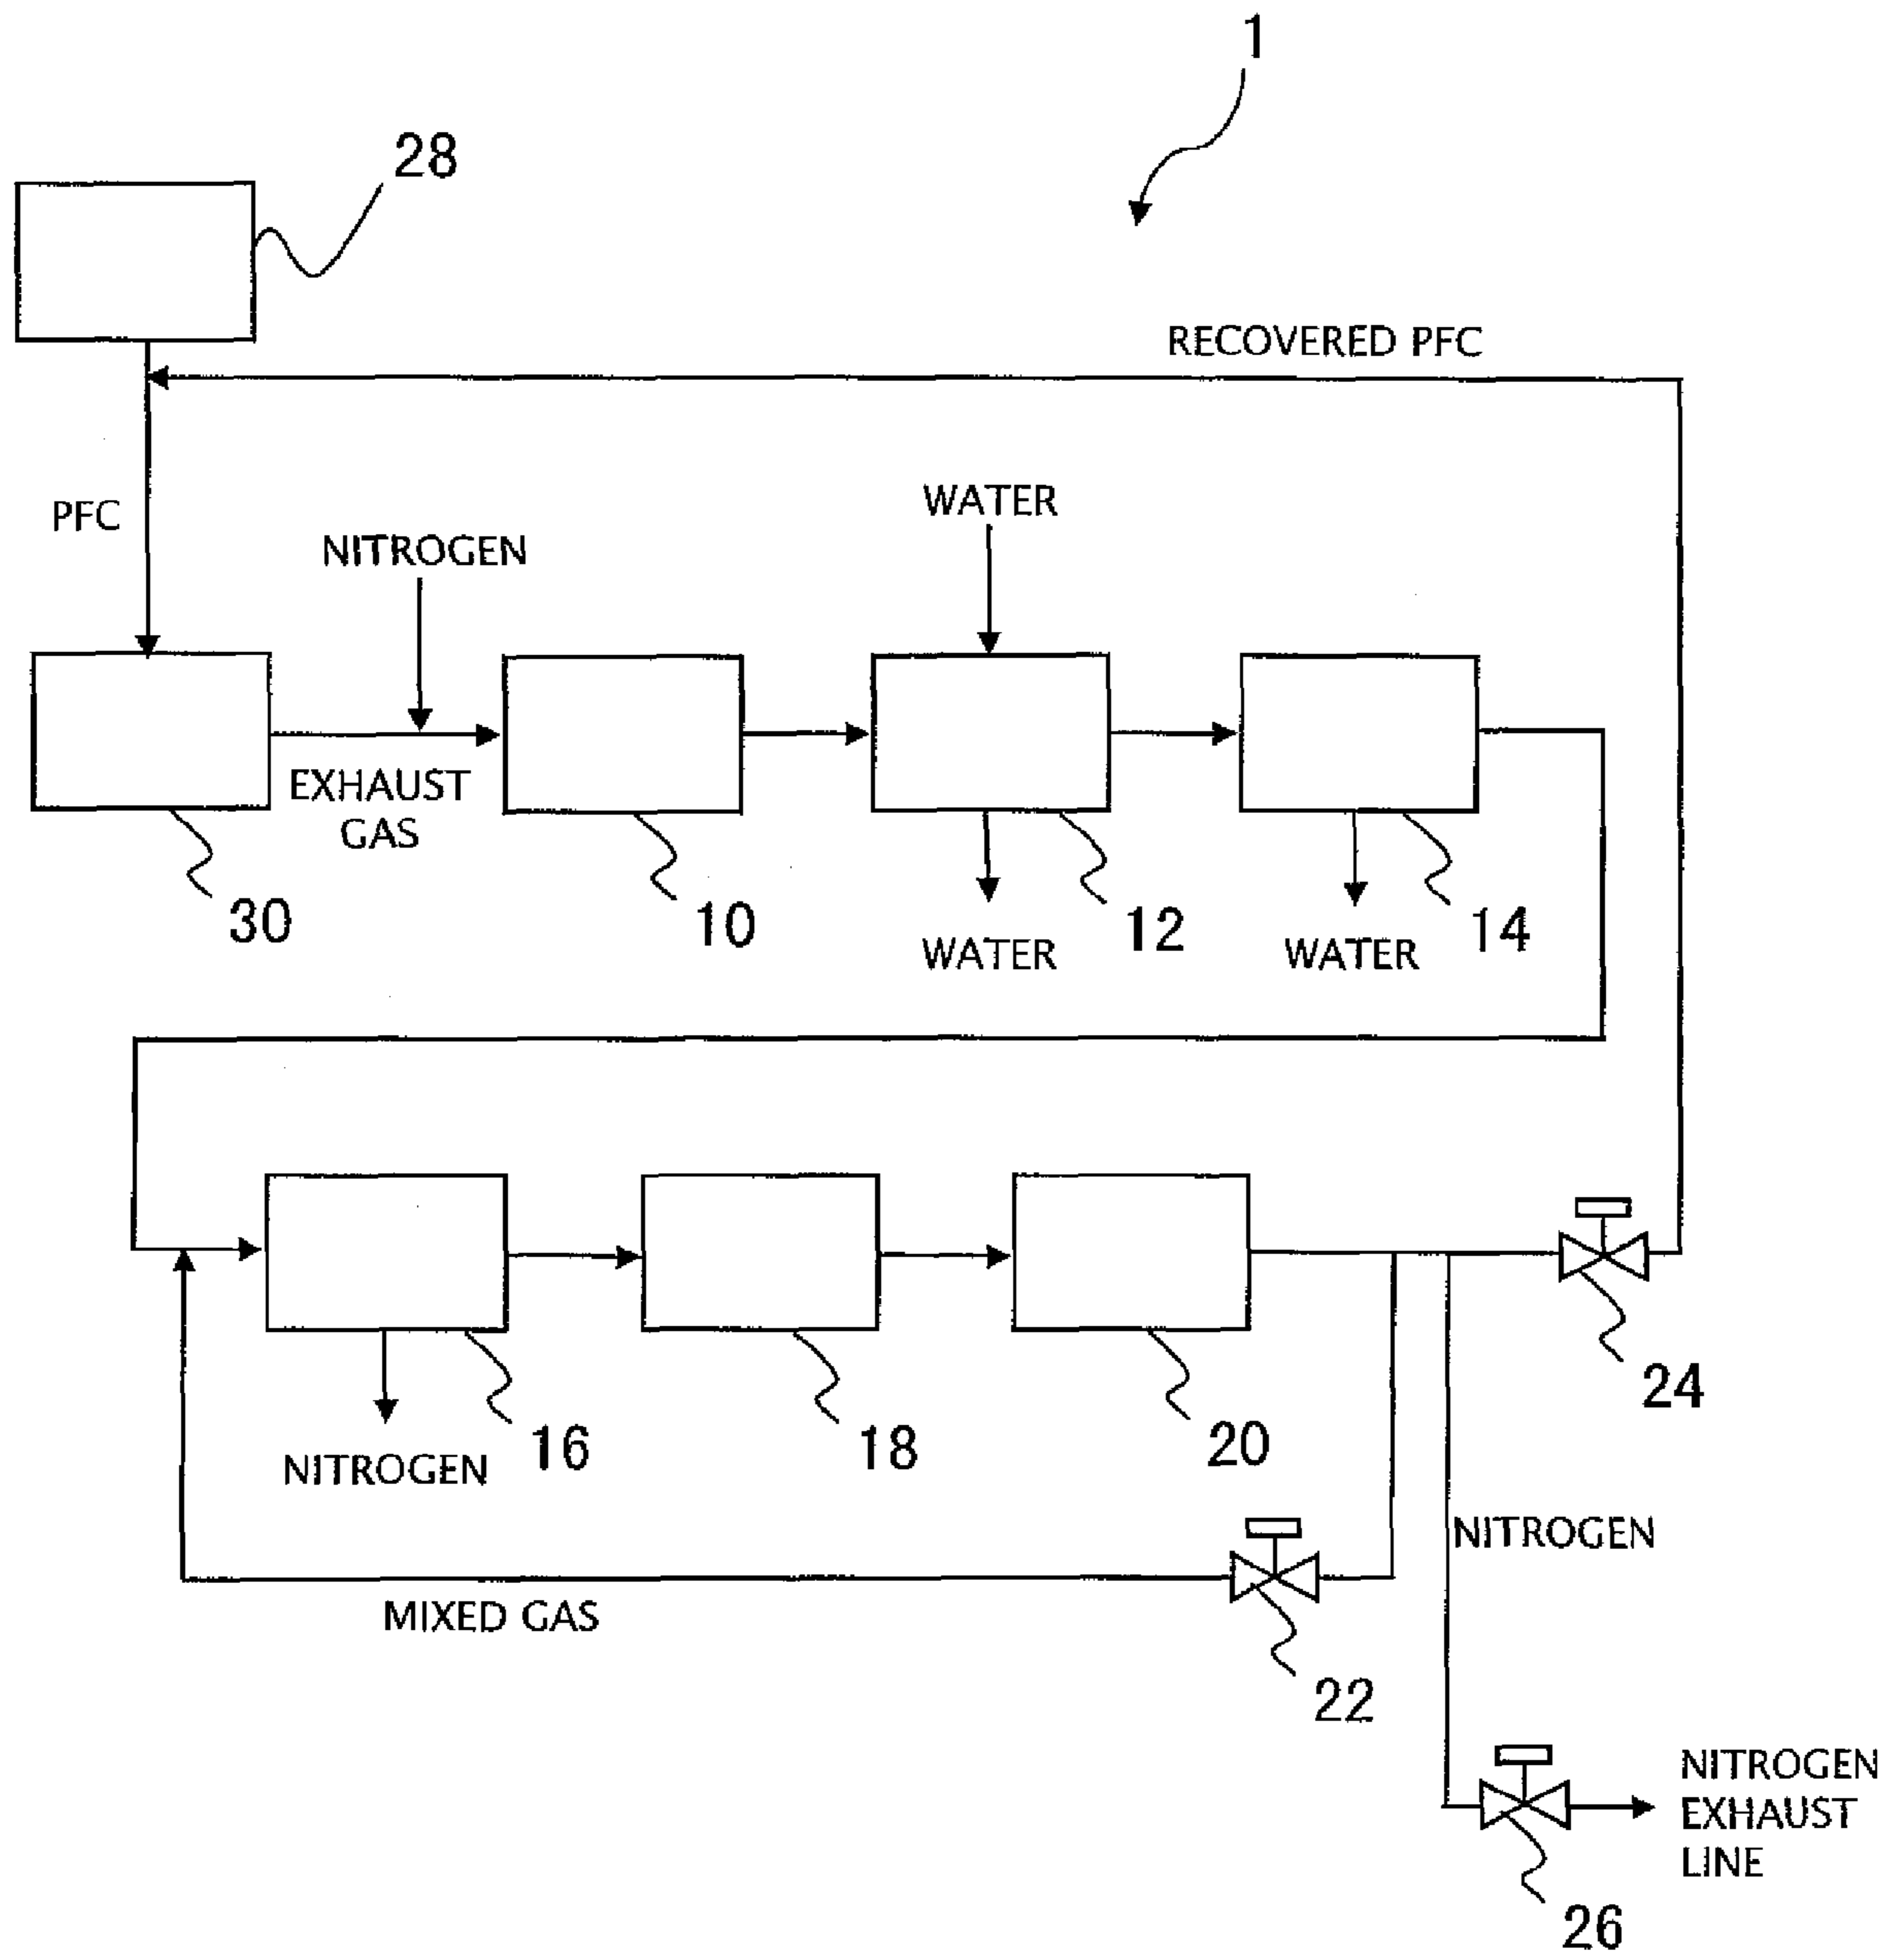 1
28
RECOVERED PFC
PFC
NITROGEN
WATER
EXHAUST
GAS
30
10
WATER
12
WATER
14
NITROGEN
16
18
20
24
NITROGEN
MIXED GAS
22
NITROGEN
EXHAUST
LINE
26